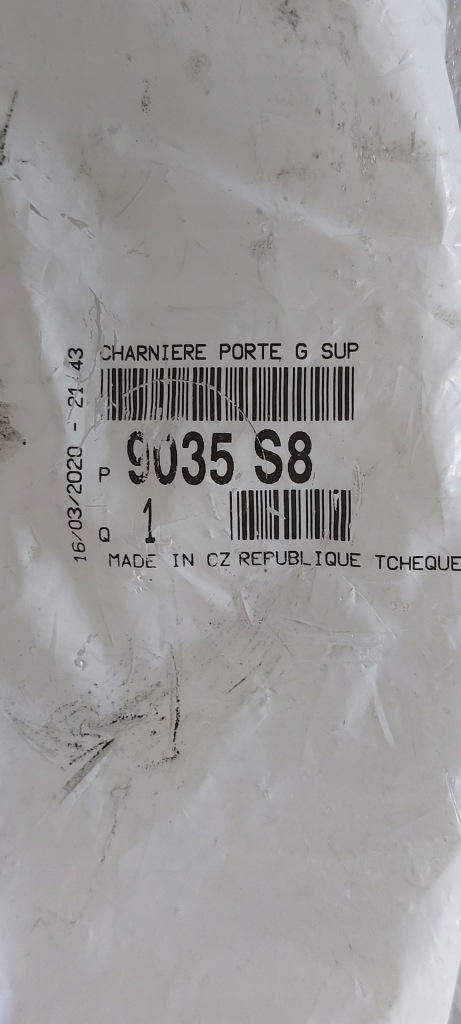 CHARNIERE PORTE G SUP
P 9035 S8
Q 1
MADE IN CZ REPUBLIQUE TCHEQUE
16/03/2020 - 21:43